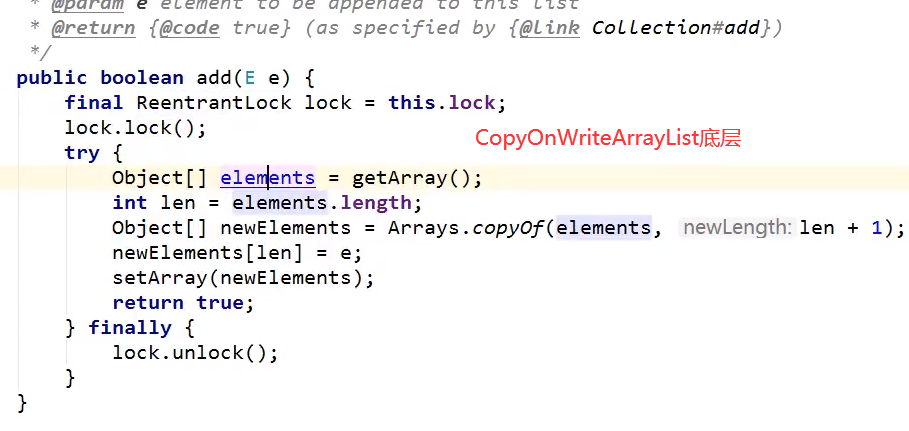 * @param e element to be appended to this list
* @return {@code true} (as specified by {@link Collection#add})
*/
public boolean add(E e) {
final ReentrantLock lock = this.lock;
lock.lock();
CopyOnWriteArrayList底层
try {
Object[] elements = getArray();
int len = elements.length;
Object[] newElements = Arrays.copyOf(elements, newLength: len + 1);
newElements[len] = e;
setArray(newElements);
return true;
} finally {
lock.unlock();
}
}